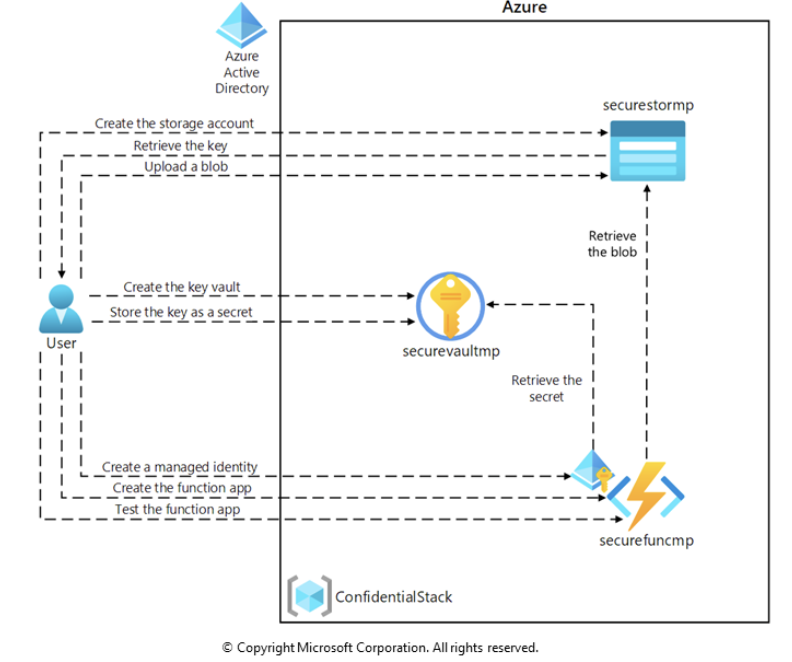 Azure
Azure
Active
Directory
securestormp
Create the storage account
Retrieve the key
Upload a blob
Retrieve
the blob
Create the key vault
Store the key as a secret
User
securevaultmp
Retrieve the
secret
Create a managed identity
Create the function app
Test the function app
securefuncmp
ConfidentialStack
© Copyright Microsoft Corporation. All rights reserved.